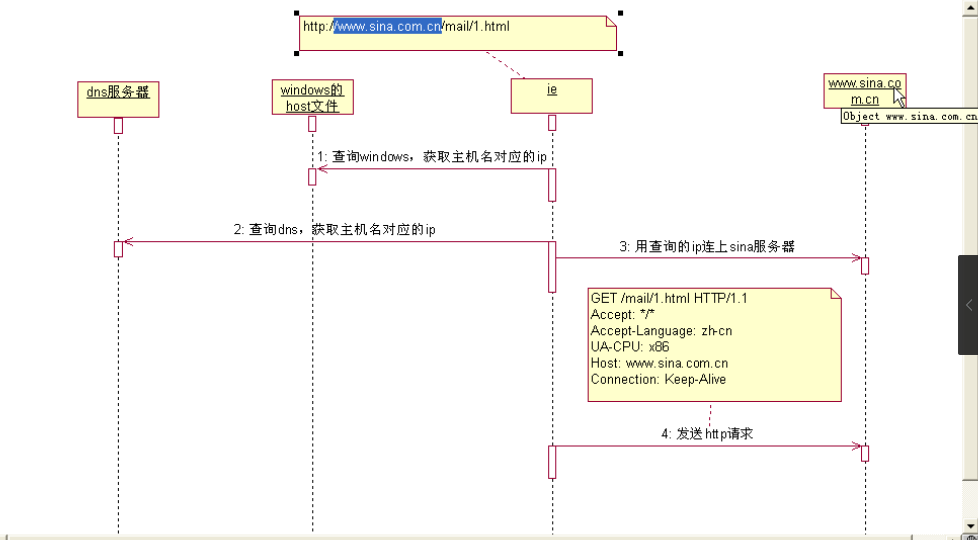 http://www.sina.com.cn/mail/1.html
dns服务器
windows的
host文件
ie
www.sina.co
m.cn
Object www.sina.com.cn
1: 查询windows，获取主机名对应的ip
2: 查询dns，获取主机名对应的ip
3: 用查询的ip连上sina服务器
GET /mail/1.html HTTP/1.1
Accept: */*
Accept-Language: zh-cn
UA-CPU: x86
Host: www.sina.com.cn
Connection: Keep-Alive
4: 发送http请求